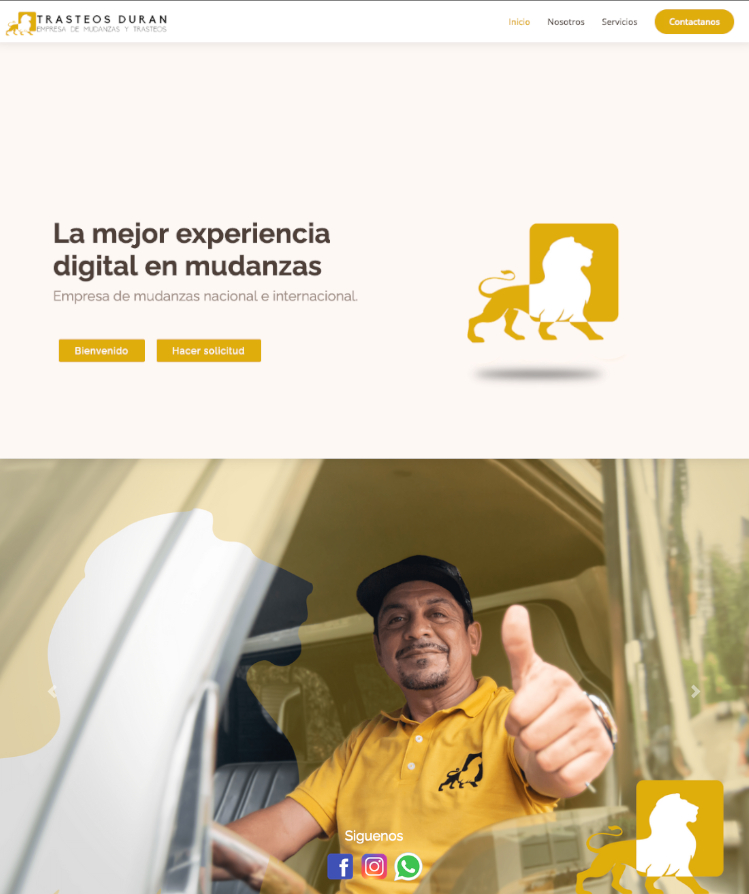 TRASTEOS DURAN
EMPRESA DE MUDANZAS Y TRASTEOS
Inicio
Nosotros
Servicios
Contactanos
La mejor experiencia
digital en mudanzas
Empresa de mudanzas nacional e internacional.
Bienvenido
Hacer solicitud
Siguenos